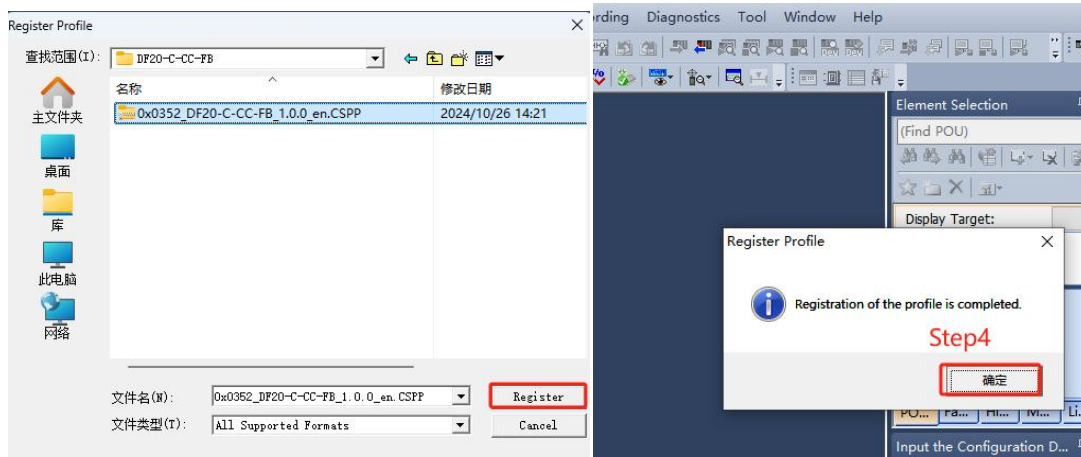 Register Profile
查找范围(I):
DF20-C-CC-FB
名称
修改日期
0x0352_DF20-C-CC-FB_1.0.0_en.CSPP
2024/10/26 14:21
主文件夹
桌面
库
此电脑
网络
文件名(N):
0x0352_DF20-C-CC-FB_1.0.0_en.CSPP
Register
文件类型(T):
All Supported Formats
Cancel
Diagnostics Tool Window Help
Element Selection
(Find POU)
Display Target:
Register Profile
Registration of the profile is completed.
Step4
确定
PO... Fa... Hi... M... Li...
Input the Configuration D...